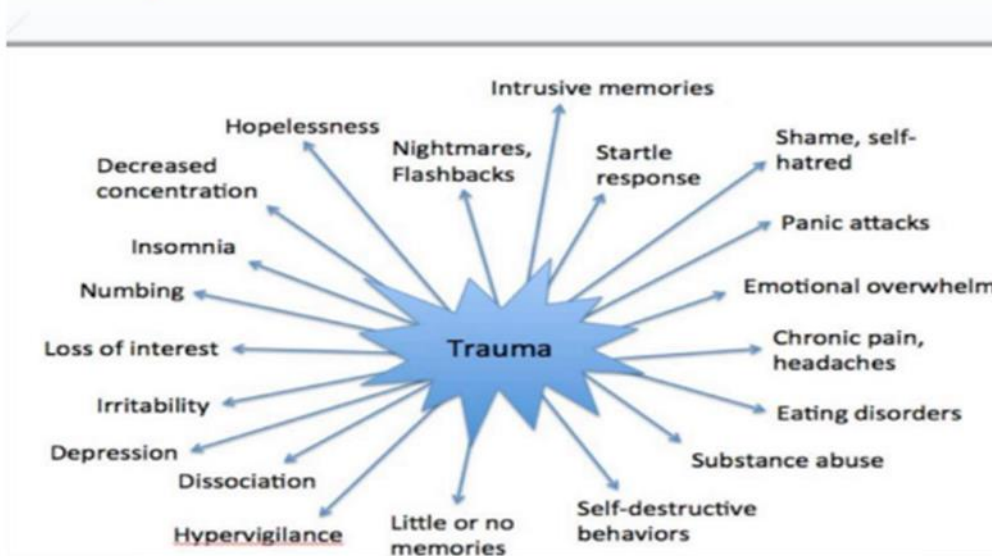 Intrusive memories
Hopelessness
Nightmares,
Flashbacks
Startle
response
Shame, self-
hatred
Decreased
concentration
Panic attacks
Insomnia
Numbing
Emotional overwhelm
Trauma
Loss of interest
Chronic pain,
headaches
Irritability
Eating disorders
Depression
Substance abuse
Dissociation
Hypervigilance
Little or no
memories
Self-destructive
behaviors